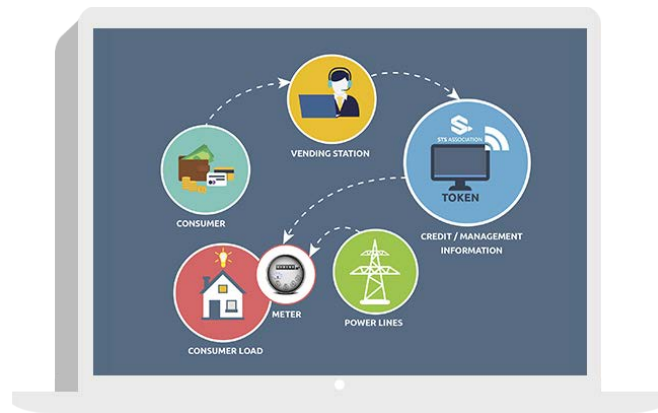 VENDING STATION
STS ASSOCIATION
TOKEN
CONSUMER
CREDIT / MANAGEMENT
INFORMATION
METER
POWER LINES
CONSUMER LOAD